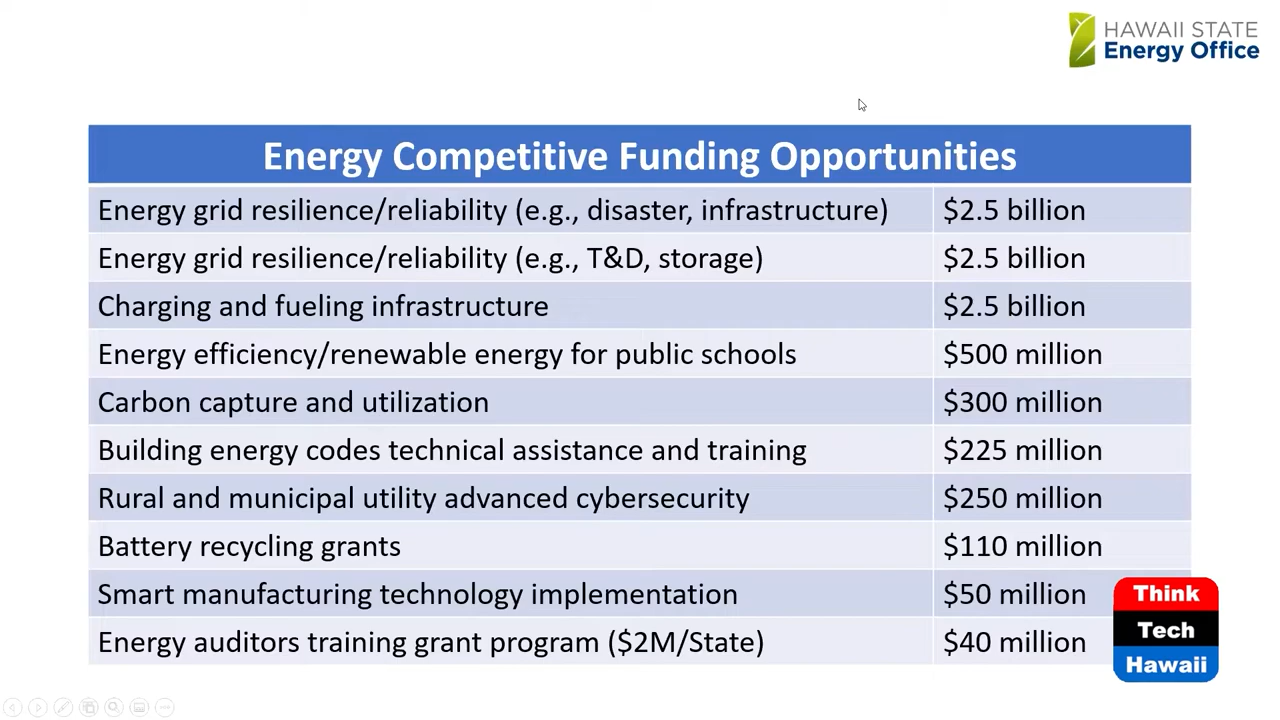 HAWAII STATE
Energy Office
Energy Competitive Funding Opportunities
Energy grid resilience/reliability (e.g., disaster, infrastructure) $2.5 billion
Energy grid resilience/reliability (e.g., T&D, storage) $2.5 billion
Charging and fueling infrastructure $2.5 billion
Energy efficiency/renewable energy for public schools $500 million
Carbon capture and utilization $300 million
Building energy codes technical assistance and training $225 million
Rural and municipal utility advanced cybersecurity $250 million
Battery recycling grants $110 million
Smart manufacturing technology implementation $50 million
Energy auditors training grant program ($2M/State) $40 million
Think
Tech
Hawaii